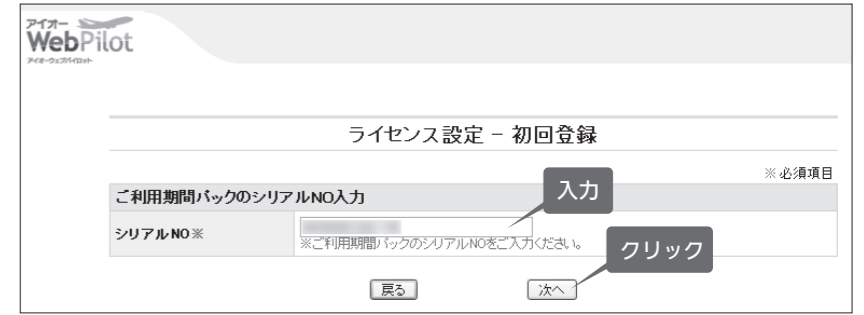 アイオー
WebPilot
アイ・オーウェブパイロット
ライセンス設定 - 初回登録
※必須項目
ご利用期間パックのシリアルNO入力
入力
シリアルNO※
※ご利用期間パックのシリアルNOをご入力ください。
クリック
戻る
次へ